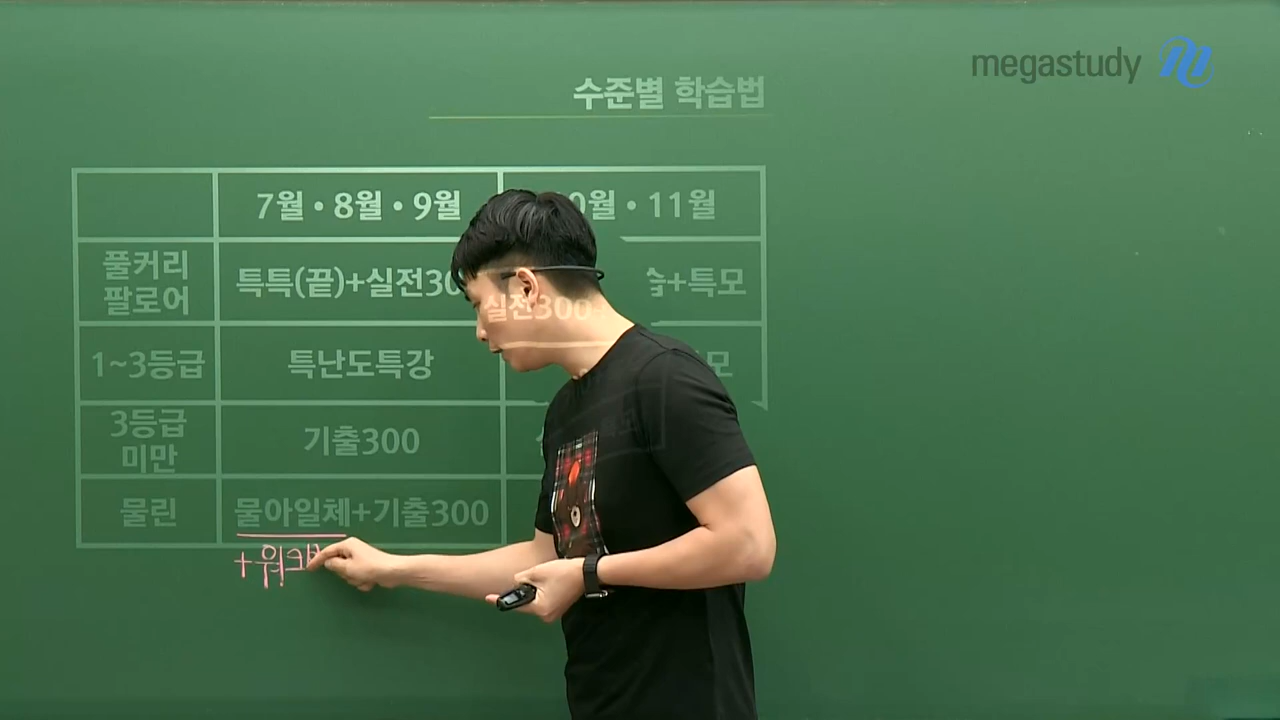 megastudy
수준별 학습법
7월•8월•9월
0월•11월
풀커리
팔로어
특특(끝)+실전30
실전300
+특모
1~3등급
특난도특강
모
3등급
미만
기출300
물린
물아일체+기출300